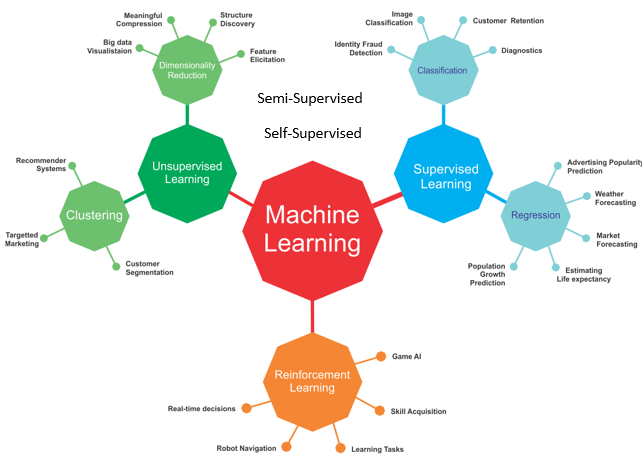 Meaningful
Compression
Structure
Discovery
Big data
Visualistaion
Feature
Elicitation
Dimensionality
Reduction
Image
Classification
Customer Retention
Identity Fraud
Detection
Diagnostics
Classification
Semi-Supervised
Self-Supervised
Unsupervised
Learning
Supervised
Learning
Recommender
Systems
Clustering
Targetted
Marketing
Customer
Segmentation
Machine
Learning
Advertising Popularity
Prediction
Weather
Forecasting
Regression
Market
Forecasting
Population
Growth
Prediction
Estimating
Life expectancy
Reinforcement
Learning
Game AI
Real-time decisions
Skill Acquisition
Robot Navigation
Learning Tasks